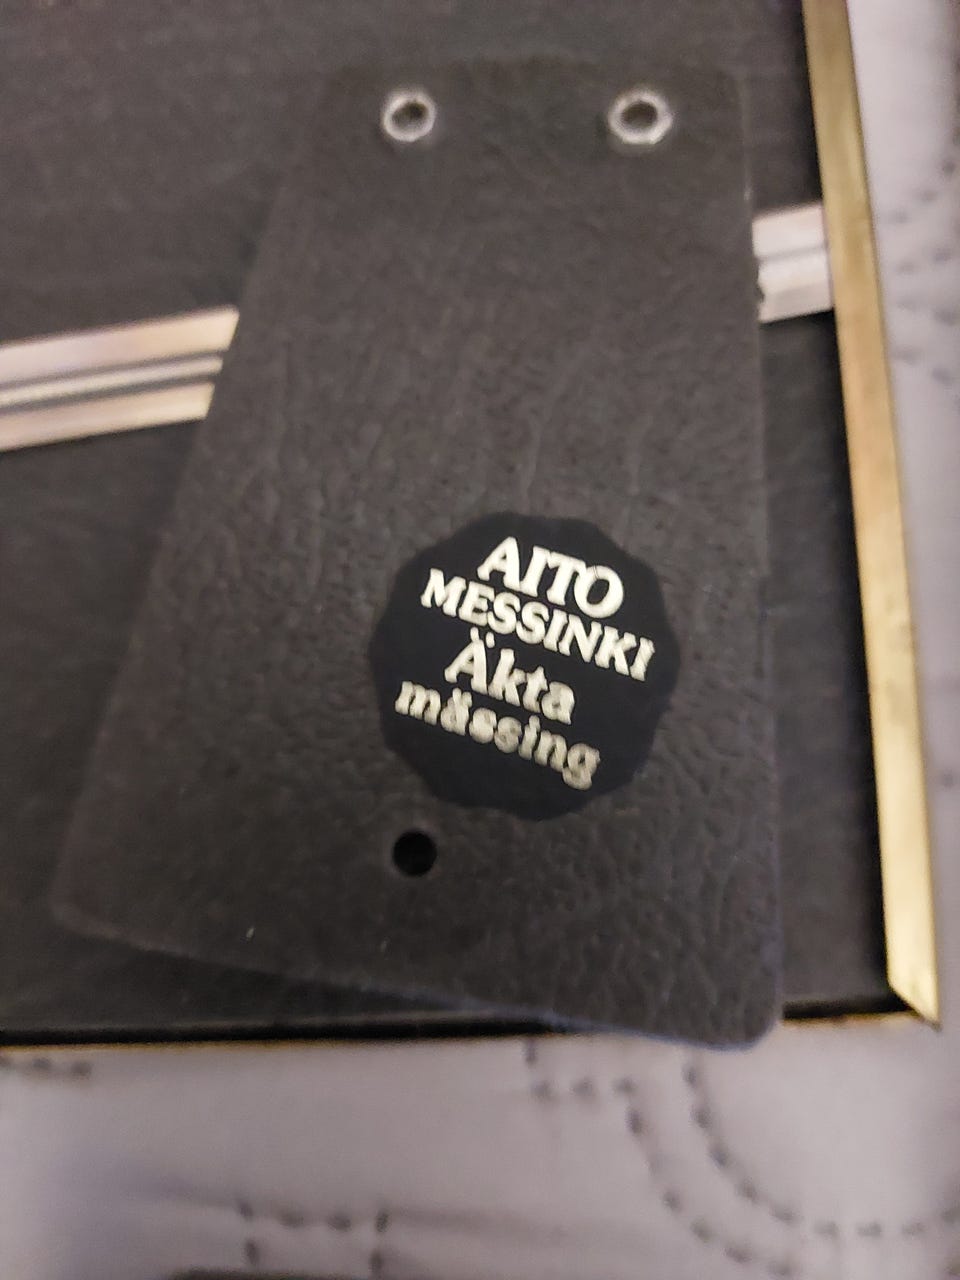 AITO
MESSINKI
Äkta
mässing